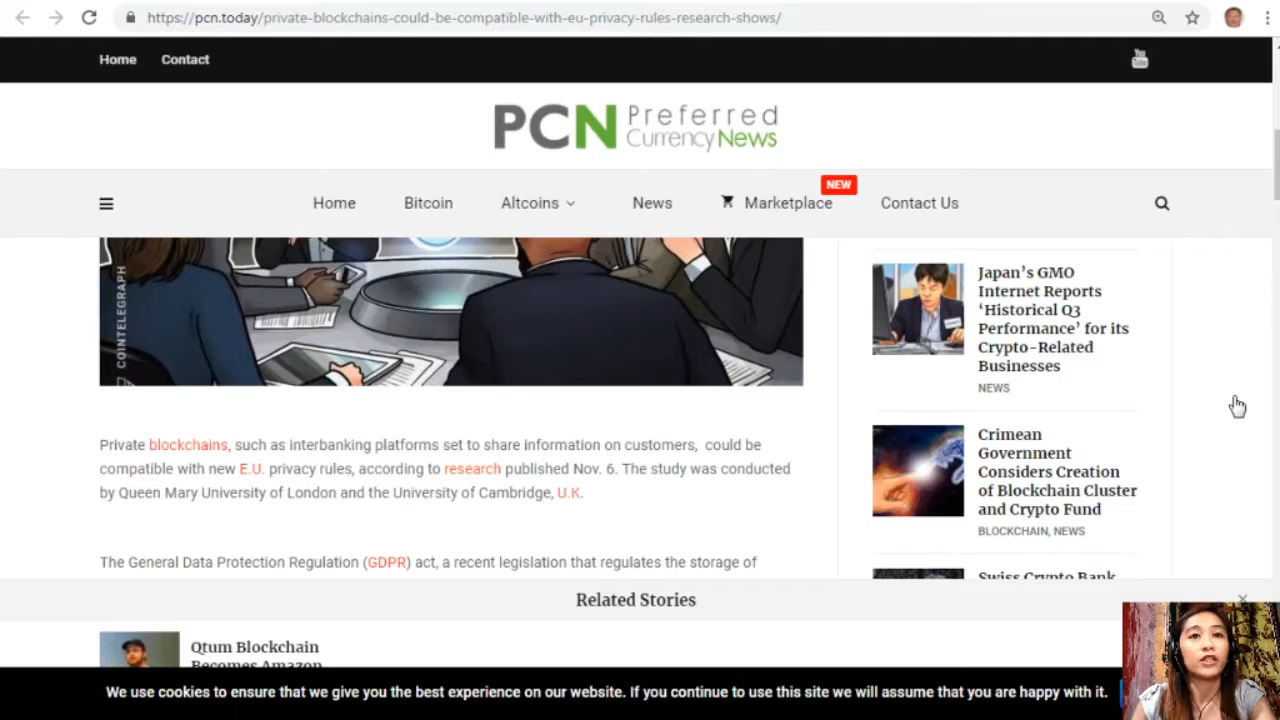 https://pcn.today/private-blockchains-could-be-compatible-with-eu-privacy-rules-research-shows/
Home Contact
You Tube
PCN Preferred
Currency News
NEW
Home Bitcoin Altcoins News Marketplace Contact Us
COINTELEGRAPH
Private blockchains, such as interbanking platforms set to share information on customers, could be
compatible with new E.U. privacy rules, according to research published Nov. 6. The study was conducted
by Queen Mary University of London and the University of Cambridge, U.K.
The General Data Protection Regulation (GDPR) act, a recent legislation that regulates the storage of
Japan’s GMO
Internet Reports
‘Historical Q3
Performance’ for its
Crypto-Related
Businesses
NEWS
Crimean
Government
Considers Creation
of Blockchain Cluster
and Crypto Fund
BLOCKCHAIN, NEWS
Swiss Crypto Bank
Related Stories
Qtum Blockchain
Becomes Amazon
We use cookies to ensure that we give you the best experience on our website. If you continue to use this site we will assume that you are happy with it.